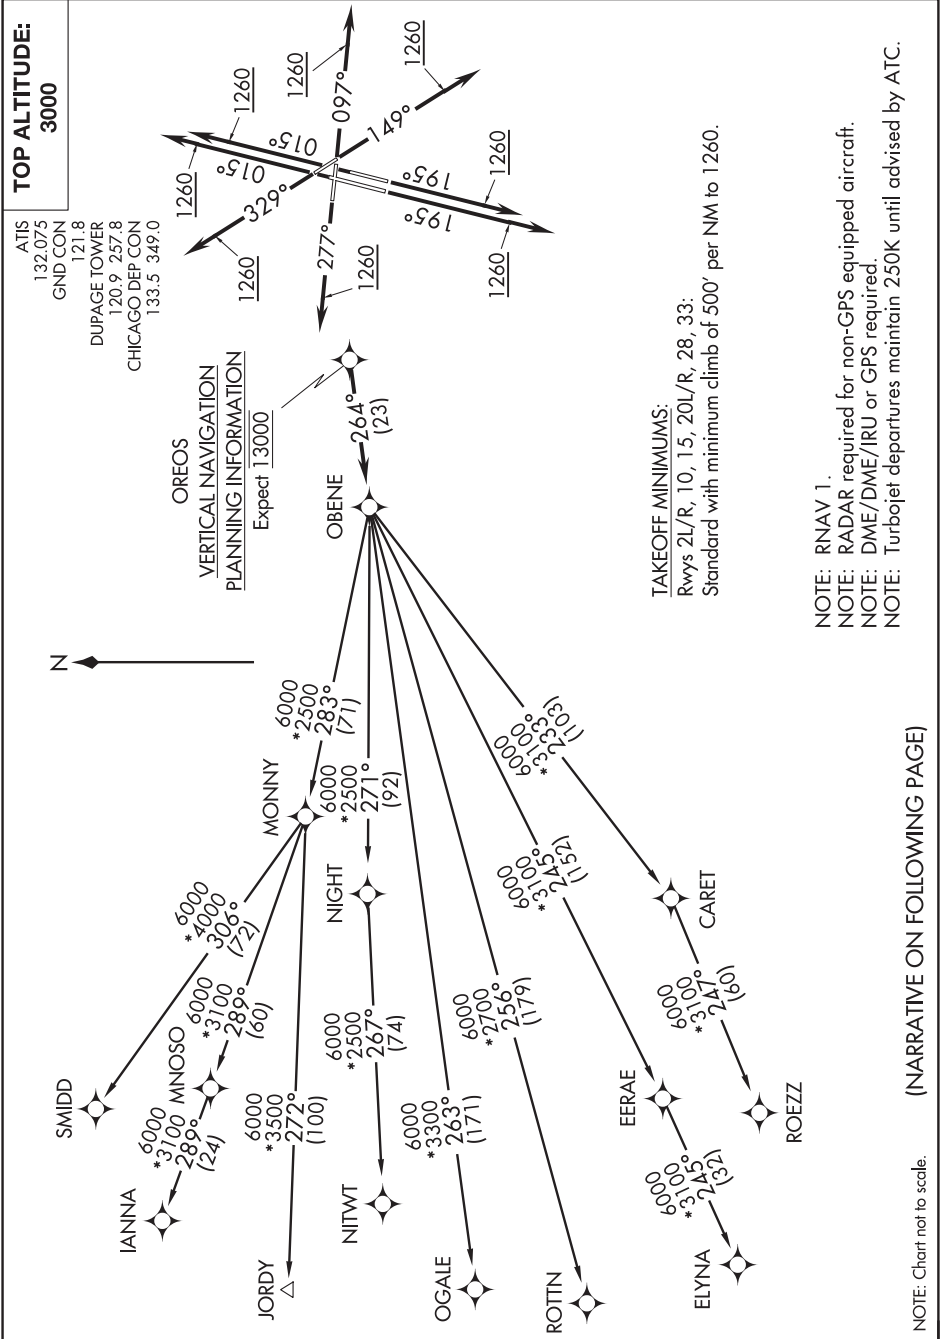 TOP ALTITUDE:
3000
ATIS
132.075
GND CON
121.8
DUPAGE TOWER
120.9 257.8
CHICAGO DEP CON
133.5 349.0
1260
1260
1260
1260
015°
015°
329°
097°
149°
277°
195°
195°
1260
1260
1260
1260
OREOS
VERTICAL NAVIGATION
PLANNING INFORMATION
Expect 13000
264°
(23)
OBENE
N
6000
*2500
283°
(71)
MONNY
6000
*2500
271°
(92)
NIGHT
6000
*4000
306°
(72)
SMIDD
6000
*3100
289°
(60)
MNOSO
6000
*3100
289°
(24)
IANNA
6000
*3500
272°
(100)
JORDY
6000
*2500
267°
(74)
NITWT
6000
*3300
263°
(171)
OGALE
6000
*2700
256°
(179)
ROTTN
6000
*3100
245°
(152)
EERAE
6000
*3100
245°
(32)
ELYNA
6000
*3100
233°
(103)
CARET
6000
*3100
247°
(60)
ROEZZ
TAKEOFF MINIMUMS:
Rwys 2L/R, 10, 15, 20L/R, 28, 33:
Standard with minimum climb of 500' per NM to 1260.
NOTE: RNAV 1.
NOTE: RADAR required for non-GPS equipped aircraft.
NOTE: DME/DME/IRU or GPS required.
NOTE: Turbojet departures maintain 250K until advised by ATC.
(NARRATIVE ON FOLLOWING PAGE)
NOTE: Chart not to scale.